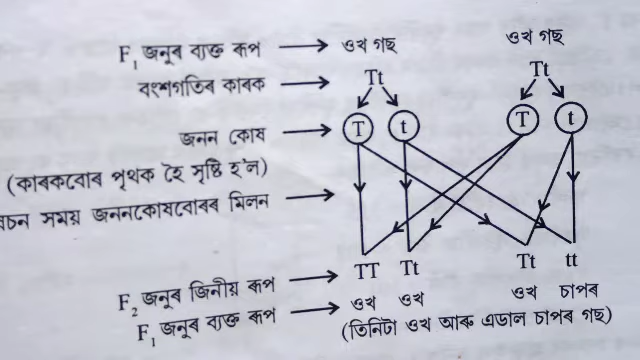 F₁ জনুৰ ব্যক্ত ৰূপ → ওখ গছ ওখ গছ
বংশগতিৰ কাৰক → Tt Tt
জনন কোষ → T t T t
(কাৰকবোৰ পৃথক হৈ সৃষ্টি হ'ল)
সময় জননকোষবোৰৰ মিলন →
F₂ জনুৰ জিনীয় ৰূপ → TT Tt Tt tt
F₁ জনুৰ ব্যক্ত ৰূপ → ওখ ওখ ওখ চাপৰ
(তিনিটা ওখ আৰু এডাল চাপৰ গছ)